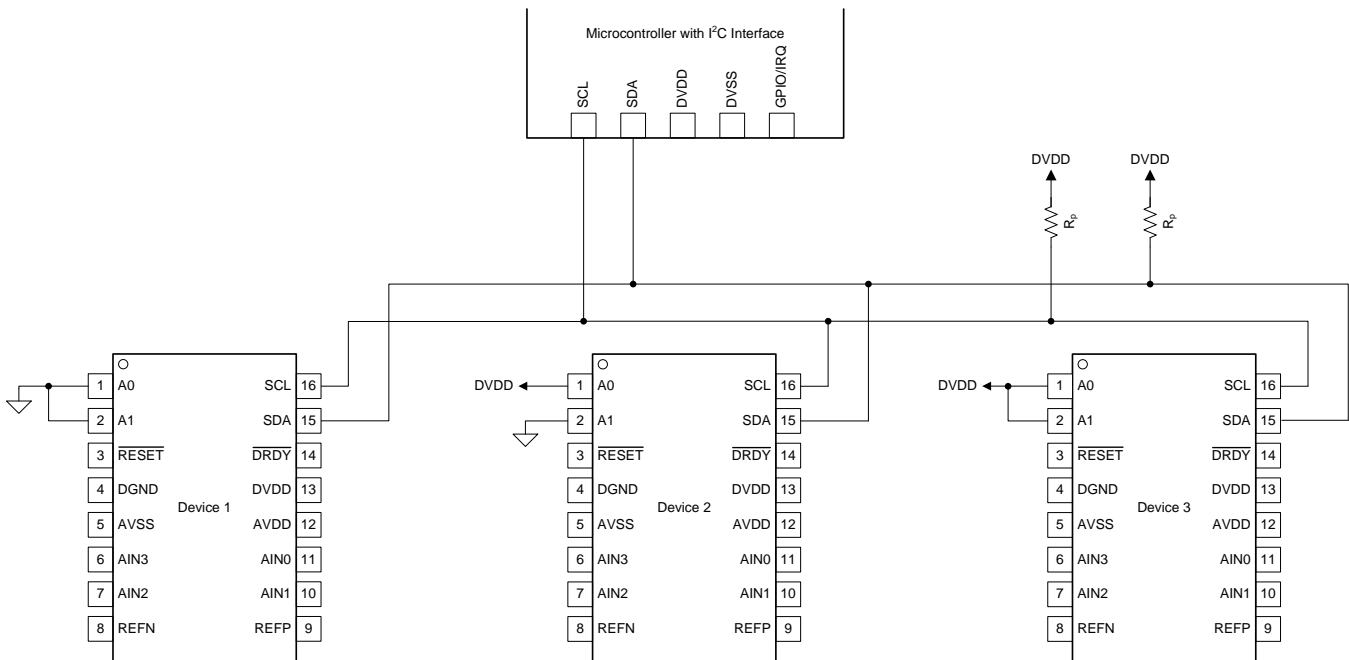 Microcontroller with I²C Interface
SCL
SDA
DVDD
DVSS
GPIO/IRQ
DVDD
DVDD
Rp
Rp
1 A0 SCL 16
2 A1 SDA 15
3 RESET DRDY 14
4 DGND DVDD 13
Device 1
5 AVSS AVDD 12
6 AIN3 AIN0 11
7 AIN2 AIN1 10
8 REFN REFP 9
DVDD
1 A0 SCL 16
2 A1 SDA 15
3 RESET DRDY 14
4 DGND DVDD 13
Device 2
5 AVSS AVDD 12
6 AIN3 AIN0 11
7 AIN2 AIN1 10
8 REFN REFP 9
DVDD
1 A0 SCL 16
2 A1 SDA 15
3 RESET DRDY 14
4 DGND DVDD 13
Device 3
5 AVSS AVDD 12
6 AIN3 AIN0 11
7 AIN2 AIN1 10
8 REFN REFP 9